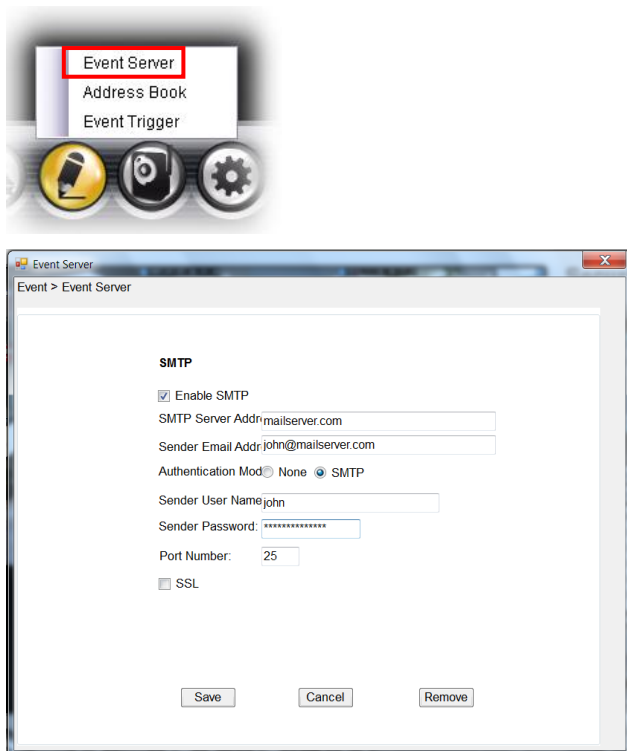 Event Server
Address Book
Event Trigger
Event Server
Event > Event Server
SMTP
Enable SMTP
SMTP Server Addr mailserver.com
Sender Email Addr john@mailserver.com
Authentication Mod None SMTP
Sender User Name john
Sender Password: **************
Port Number: 25
SSL
Save Cancel Remove